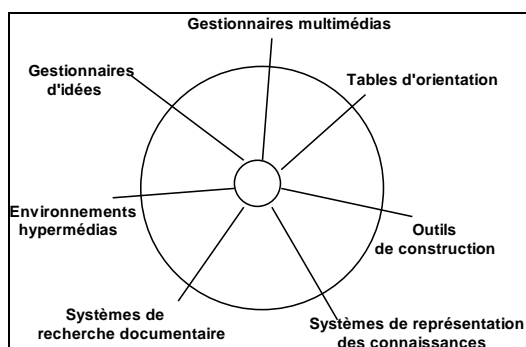 Gestionnaires multimédias
Gestionnaires
d'idées
Tables d'orientation
Environnements
hypermédias
Outils
de construction
Systèmes de
recherche documentaire
Systèmes de représentation
des connaissances